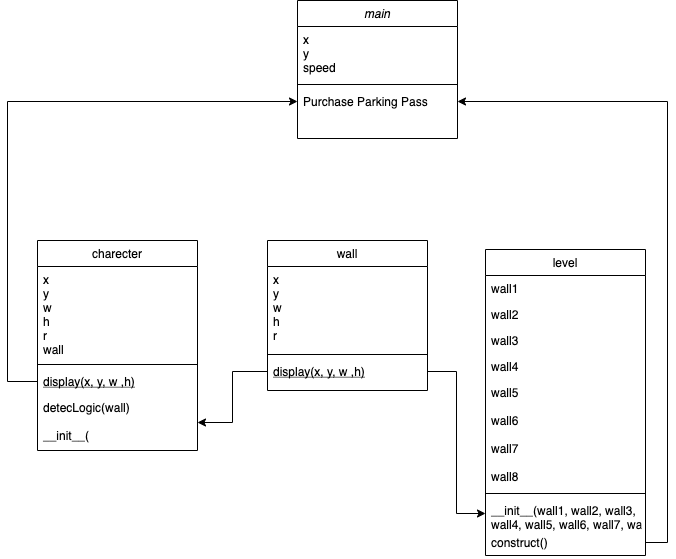 main
x
y
speed
Purchase Parking Pass
charecter
x
y
w
h
r
wall
display(x, y, w ,h)
detecLogic(wall)
__init__(
wall
x
y
w
h
r
display(x, y, w ,h)
level
wall1
wall2
wall3
wall4
wall5
wall6
wall7
wall8
__init__(wall1, wall2, wall3,
wall4, wall5, wall6, wall7, wa
construct()